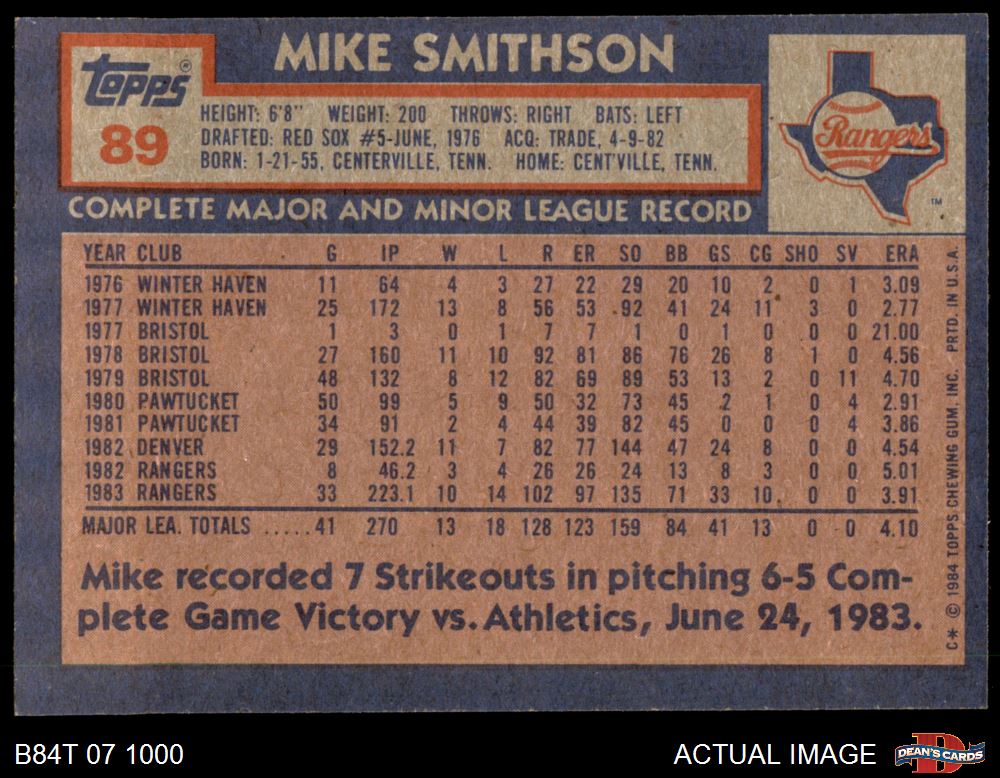 MIKE SMITHSON
Topps®
89
HEIGHT: 6'8" WEIGHT: 200 THROWS: RIGHT BATS: LEFT
DRAFTED: RED SOX #5-JUNE, 1976 ACQ: TRADE, 4-9-82
BORN: 1-21-55, CENTERVILLE, TENN. HOME: CENT'VILLE, TENN.
Rangers
TM
COMPLETE MAJOR AND MINOR LEAGUE RECORD
YEAR CLUB G IP W L R ER SO BB GS CG SHO SV ERA
1976 WINTER HAVEN 11 64 4 3 27 22 29 20 10 2 0 1 3.09
1977 WINTER HAVEN 25 172 13 8 56 53 92 41 24 11 3 0 2.77
1977 BRISTOL 1 3 0 1 7 7 1 0 1 0 0 0 21.00
1978 BRISTOL 27 160 11 10 92 81 86 76 26 8 1 0 4.56
1979 BRISTOL 48 132 8 12 82 69 89 53 13 2 0 11 4.70
1980 PAWTUCKET 50 99 5 9 50 32 73 45 2 1 0 4 2.91
1981 PAWTUCKET 34 91 2 4 44 39 82 45 0 0 0 4 3.86
1982 DENVER 29 152.2 11 7 82 77 144 47 24 8 0 0 4.54
1982 RANGERS 8 46.2 3 4 26 26 24 13 8 3 0 0 5.01
1983 RANGERS 33 223.1 10 14 102 97 135 71 33 10 0 0 3.91
MAJOR LEA. TOTALS .....41 270 13 18 128 123 159 84 41 13 0 0 4.10
Mike recorded 7 Strikeouts in pitching 6-5 Com-
plete Game Victory vs. Athletics, June 24, 1983.
C* © 1984 TOPPS CHEWING GUM, INC. PRTD. IN U.S.A.
B84T 07 1000
ACTUAL IMAGE
D
DEAN'S CARDS